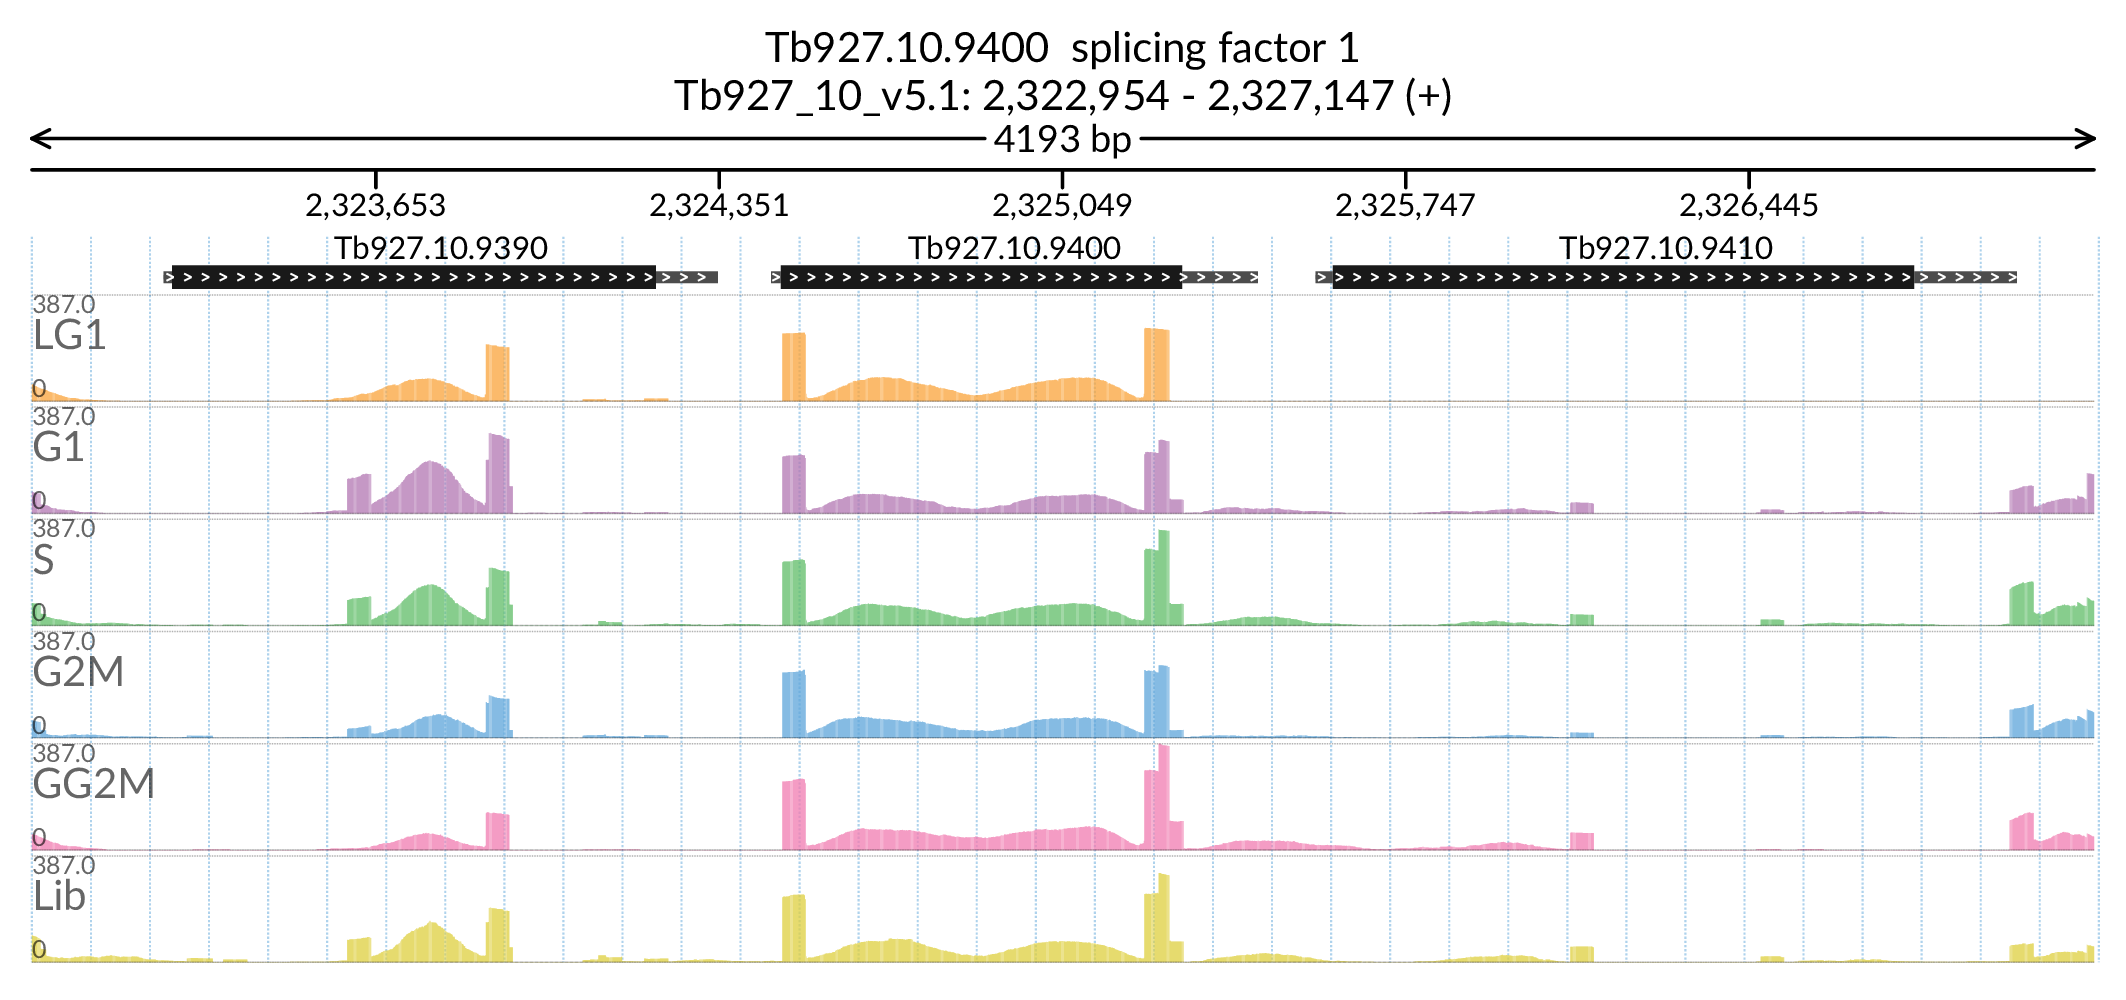 Tb927.10.9400  splicing factor 1
Tb927_10_v5.1: 2,322,954 - 2,327,147 (+)
4193 bp
2,323,653 2,324,351 2,325,049 2,325,747 2,326,445
Tb927.10.9390 Tb927.10.9400 Tb927.10.9410
387.0
LG1
0
387.0
G1
0
387.0
S
0
387.0
G2M
0
387.0
GG2M
0
387.0
Lib
0